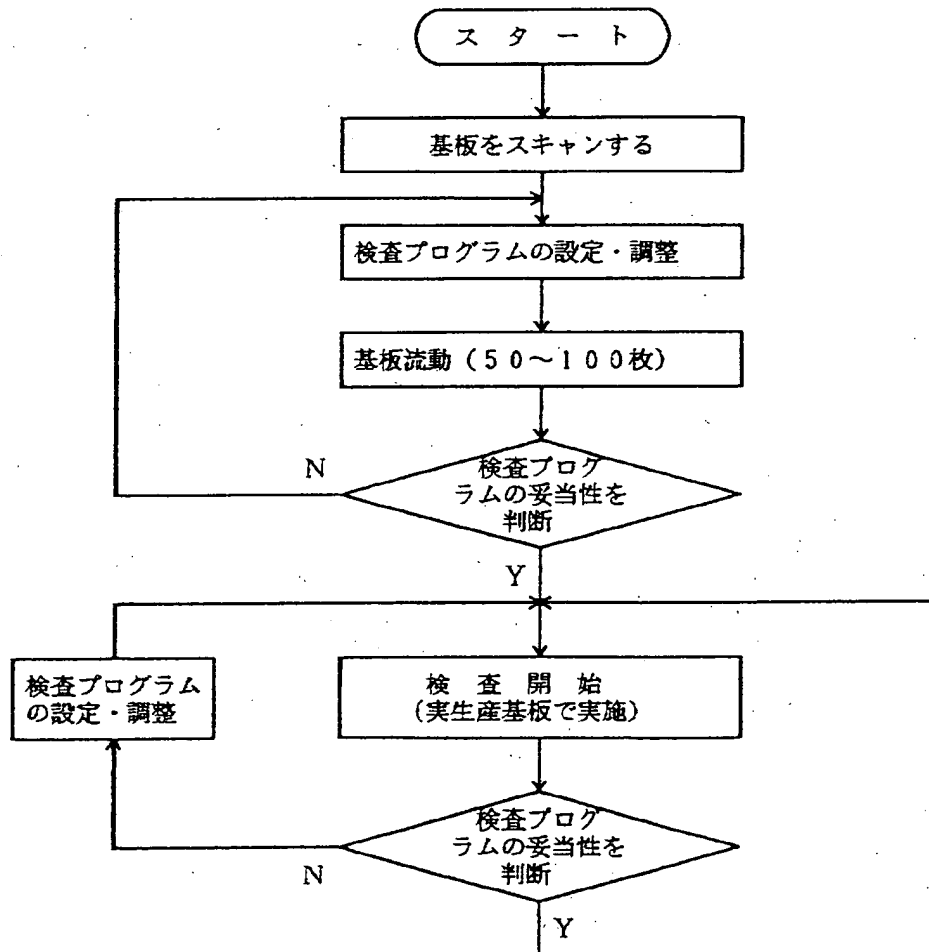 スタート
基板をスキャンする
検査プログラムの設定・調整
基板流動(50～100枚)
検査プログ
ラムの妥当性を
判断
N
Y
検査プログラム
の設定・調整
検査開始
(実生産基板で実施)
検査プログ
ラムの妥当性を
判断
N
Y